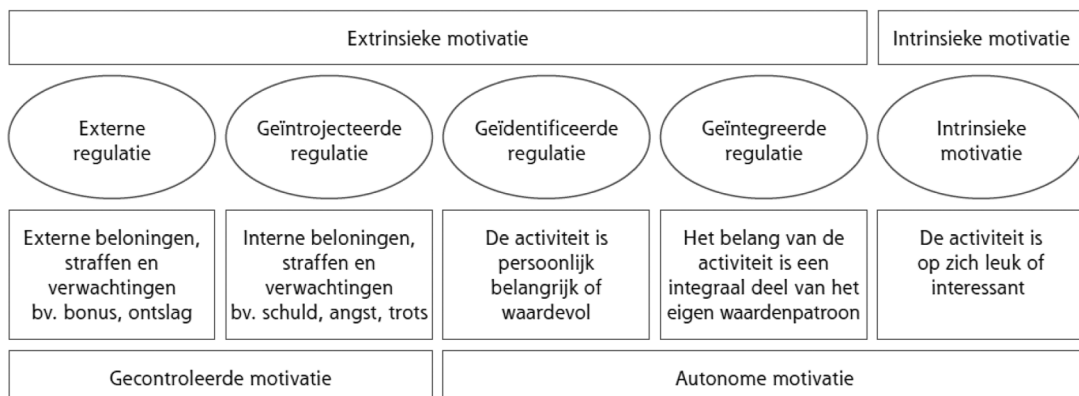 Extrinsieke motivatie
Intrinsieke motivatie
Externe
regulatie
Geïntrojecteerde
regulatie
Geïdentificeerde
regulatie
Geïntegreerde
regulatie
Intrinsieke
motivatie
Externe beloningen,
straffen en
verwachtingen
bv. bonus, ontslag
Interne beloningen,
straffen en
verwachtingen
bv. schuld, angst, trots
De activiteit is
persoonlijk
belangrijk of
waardevol
Het belang van de
activiteit is een
integraal deel van het
eigen waardenpatroon
De activiteit is
op zich leuk of
interessant
Gecontroleerde motivatie
Autonome motivatie